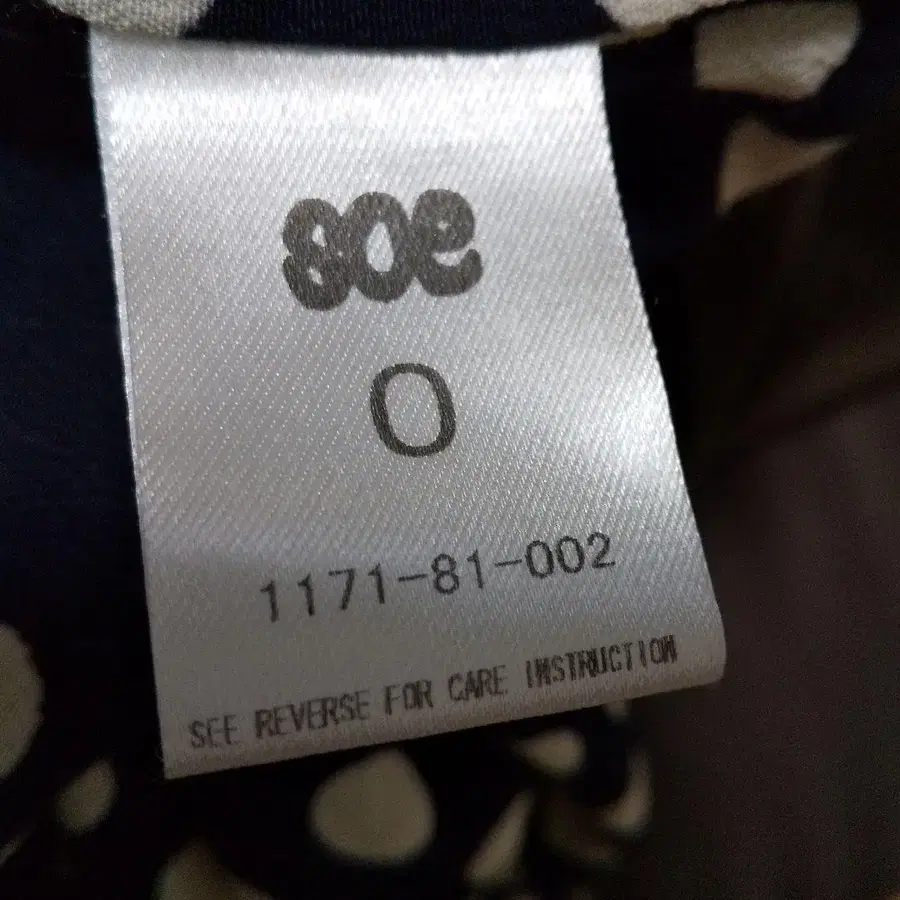 soe
0
1171-81-002
SEE REVERSE FOR CARE INSTRUCTION